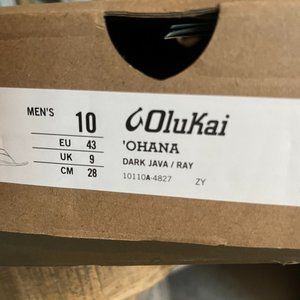 MEN'S 10
EU 43
UK 9
CM 28
OluKai
'OHANA
DARK JAVA / RAY
10110A-4827 ZY